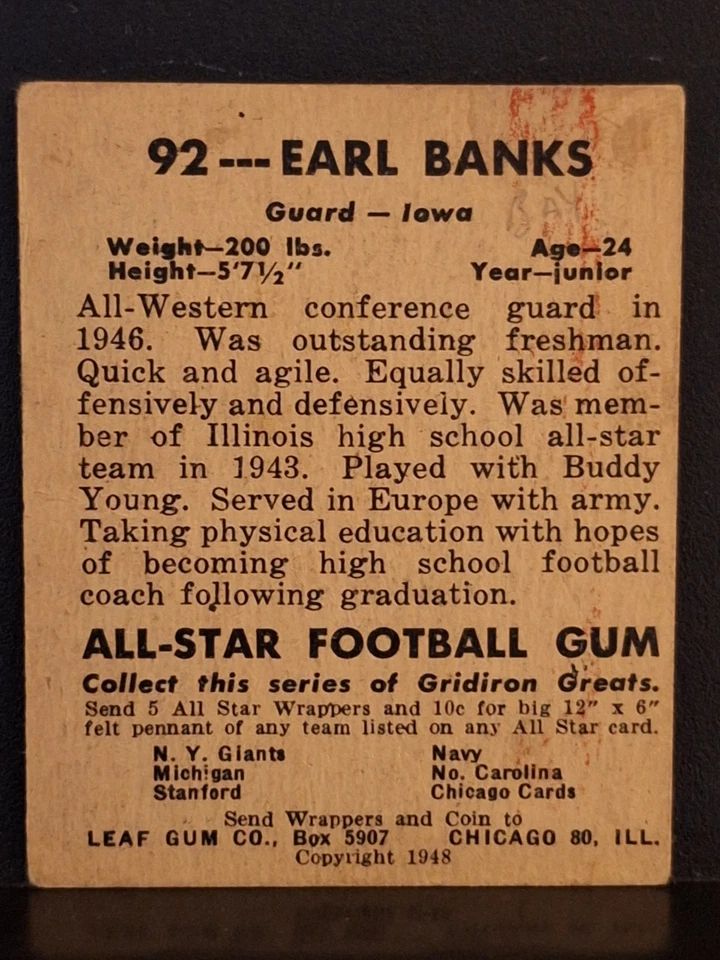 92---EARL BANKS
Guard — Iowa
Weight—200 lbs. Age—24
Height—5'7½" Year—junior
All-Western conference guard in
1946. Was outstanding freshman.
Quick and agile. Equally skilled of-
fensively and defensively. Was mem-
ber of Illinois high school all-star
team in 1943. Played with Buddy
Young. Served in Europe with army.
Taking physical education with hopes
of becoming high school football
coach following graduation.
ALL-STAR FOOTBALL GUM
Collect this series of Gridiron Greats.
Send 5 All Star Wrappers and 10c for big 12" x 6"
felt pennant of any team listed on any All Star card.
N. Y. Giants Navy
Michigan No. Carolina
Stanford Chicago Cards
Send Wrappers and Coin to
LEAF GUM CO., Box 5907 CHICAGO 80, ILL.
Copyright 1948